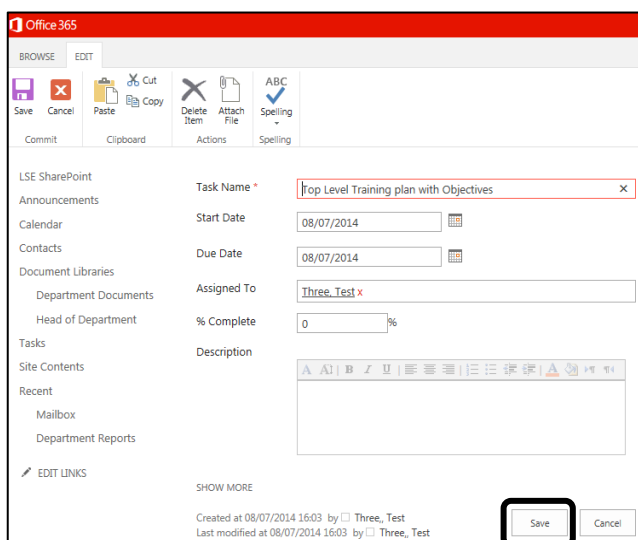 Office 365
BROWSE EDIT
Save
Cancel
Paste
Cut
Copy
Delete Item
Attach File
ABC
Spelling
Commit
Clipboard
Actions
Spelling
LSE SharePoint
Announcements
Calendar
Contacts
Document Libraries
Department Documents
Head of Department
Tasks
Site Contents
Recent
Mailbox
Department Reports
EDIT LINKS
Task Name * Top Level Training plan with Objectives ×
Start Date 08/07/2014
Due Date 08/07/2014
Assigned To Three, Test x
% Complete 0 %
Description
A AI B I U A
SHOW MORE
Created at 08/07/2014 16:03 by Three,, Test
Last modified at 08/07/2014 16:03 by Three,, Test
Save Cancel